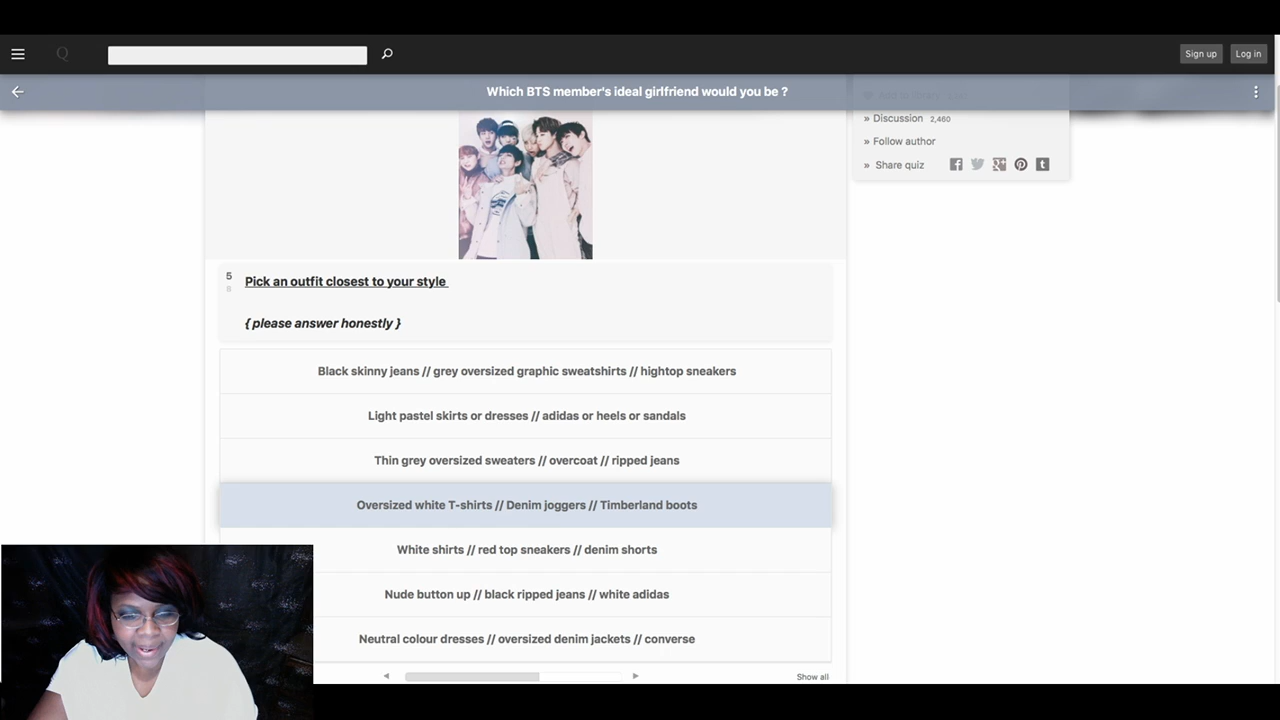 Q
Sign up
Log in
Which BTS member's ideal girlfriend would you be ?
» Discussion 2,460
» Follow author
» Share quiz
5
Pick an outfit closest to your style
{ please answer honestly }
Black skinny jeans // grey oversized graphic sweatshirts // hightop sneakers
Light pastel skirts or dresses // adidas or heels or sandals
Thin grey oversized sweaters // overcoat // ripped jeans
Oversized white T-shirts // Denim joggers // Timberland boots
White shirts // red top sneakers // denim shorts
Nude button up // black ripped jeans // white adidas
Neutral colour dresses // oversized denim jackets // converse
Show all